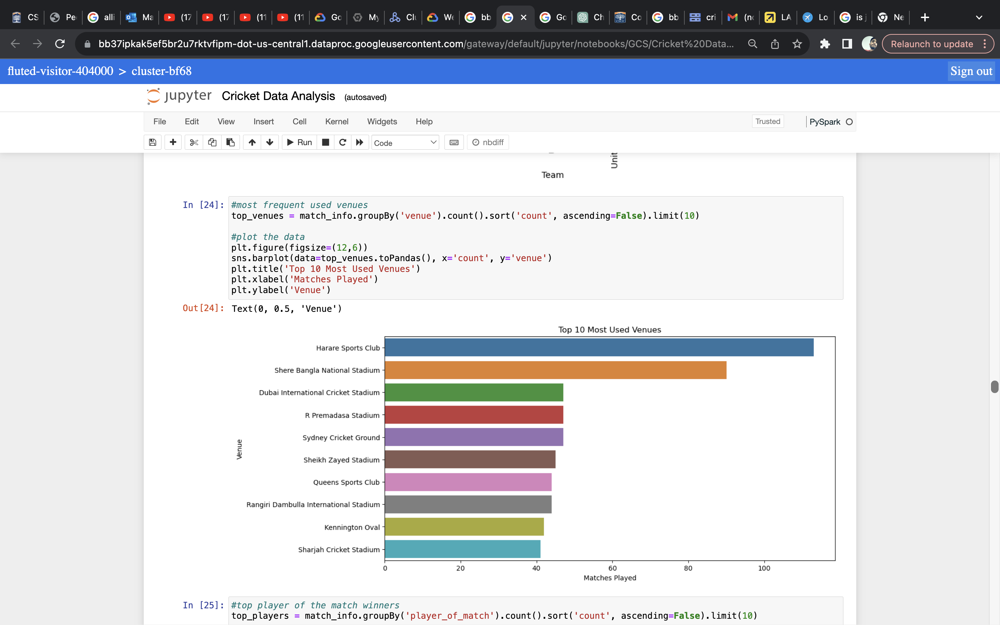 CS Pe alli Ma (17 (17 (11 (11 Go My Clu We bb Go Ch Co bb cri (no LA Lo is j Ne
bb37ipkak5ef5br2u7rktvfipm-dot-us-central1.dataproc.googleusercontent.com/gateway/default/jupyter/notebooks/GCS/Cricket%20Data... Relaunch to update
fluted-visitor-404000 > cluster-bf68 Sign out
jupyter Cricket Data Analysis (autosaved)
File Edit View Insert Cell Kernel Widgets Help Trusted PySpark
Run Code nbdiff
Unit
Team
In [24]: #most frequent used venues
top_venues = match_info.groupBy('venue').count().sort('count', ascending=False).limit(10)
#plot the data
plt.figure(figsize=(12,6))
sns.barplot(data=top_venues.toPandas(), x='count', y='venue')
plt.title('Top 10 Most Used Venues')
plt.xlabel('Matches Played')
plt.ylabel('Venue')
Out[24]: Text(0, 0.5, 'Venue')
Top 10 Most Used Venues
Harare Sports Club
Shere Bangla National Stadium
Dubai International Cricket Stadium
R Premadasa Stadium
Sydney Cricket Ground
Venue
Sheikh Zayed Stadium
Queens Sports Club
Rangiri Dambulla International Stadium
Kennington Oval
Sharjah Cricket Stadium
0 20 40 60 80 100
Matches Played
In [25]: #top player of the match winners
top_players = match_info.groupBy('player_of_match').count().sort('count', ascending=False).limit(10)